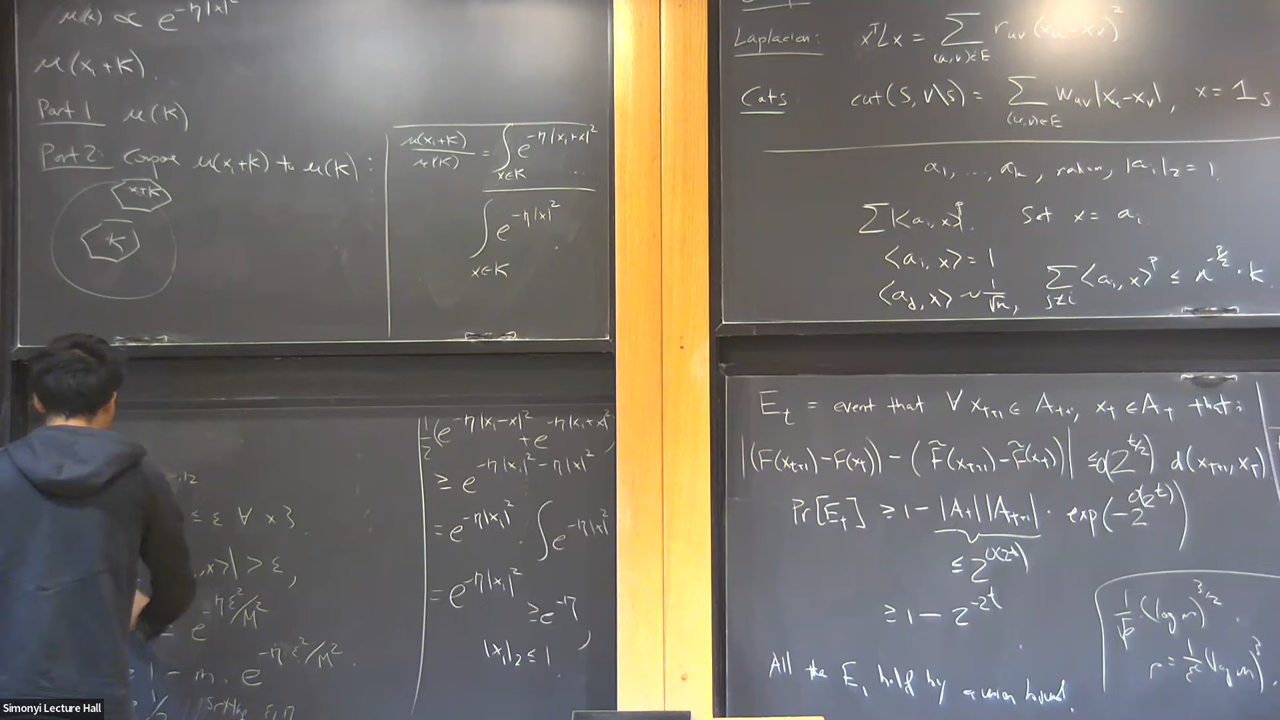 μ(x) ∝ e^{-η|x|²}
μ(x₁+K).
Part 1 μ(K)
Part 2: Compare μ(x₁+K) to μ(K) :
x₁+K
K
μ(x₁+K)/μ(K) = ∫_{x∈K} e^{-η|x₁+x|²} ...
∫_{x∈K} e^{-η|x|²} .
≤ ε ∀ x }.
,x>| > ε,
= e^{-ηε²/M²}
= 1 - m. e^{-ηε²/M²}.
½(e^{-η|x₁-x|²} + e^{-η|x₁+x|²},
≥ e^{-η|x₁|² - η|x|²}
= e^{-η|x₁|²} . ∫ e^{-η|x|²}
= e^{-η|x₁|²}
≥ e^{-η},
|x₁|₂ ≤ 1
Laplacian: xᵀLx = Σ_{(u,v)∈E} r_{uv}(x_u-x_v)²
Cuts cut(S, V\S) = Σ_{(u,v)∈E} w_{uv}|x_u-x_v|, x = 1_S
a₁, ..., a_k, random, |a_i|₂ = 1.
Σ|<a_i, x>|^p Set x = a_i.
<a_i, x> = 1
<a_j, x> ~ 1/√n, Σ_{j≠i} <a_i, x>^p ≤ n^{-p/2} · k
E_t = event that ∀ x_{t+1} ∈ A_{t+1}, x_t ∈ A_t that:
|(F(x_{t+1})-F(x_t)) - (F̃(x_{t+1})-F̃(x_t))| ≤ α(2^{t/2}) d(x_{t+1}, x_t)
Pr[E_t] ≥ 1 - |A_t||A_{t+1}| · exp(-2^{α(2^t)})
≤ 2^{O(2^t)}
≥ 1 - 2^{-2^t}
All the E_t hold by a union bound.
1/√r · (log m)^{3/2}
r = 1/ε² (log m)³.
Simonyi Lecture Hall